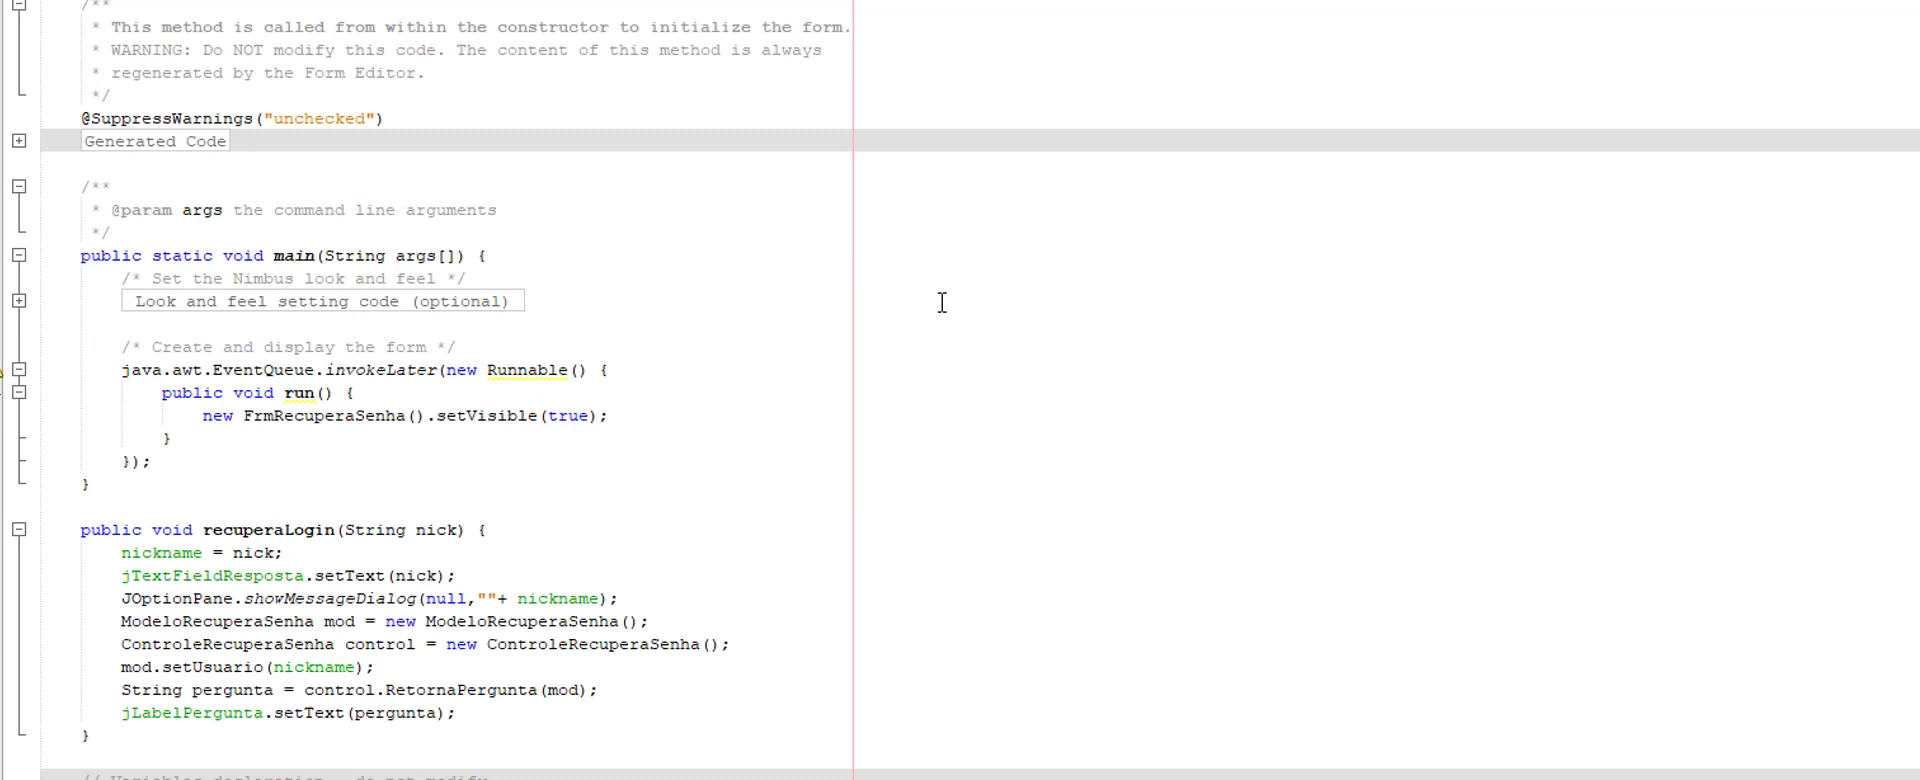 /**
* This method is called from within the constructor to initialize the form.
* WARNING: Do NOT modify this code. The content of this method is always
* regenerated by the Form Editor.
*/
@SuppressWarnings("unchecked")
Generated Code
/**
* @param args the command line arguments
*/
public static void main(String args[]) {
/* Set the Nimbus look and feel */
Look and feel setting code (optional)
/* Create and display the form */
java.awt.EventQueue.invokeLater(new Runnable() {
public void run() {
new FrmRecuperaSenha().setVisible(true);
}
});
}
public void recuperaLogin(String nick) {
nickname = nick;
jTextFieldResposta.setText(nick);
JOptionPane.showMessageDialog(null,""+ nickname);
ModeloRecuperaSenha mod = new ModeloRecuperaSenha();
ControleRecuperaSenha control = new ControleRecuperaSenha();
mod.setUsuario(nickname);
String pergunta = control.RetornaPergunta(mod);
jLabelPergunta.setText(pergunta);
}
// Variables declaration - do not modify